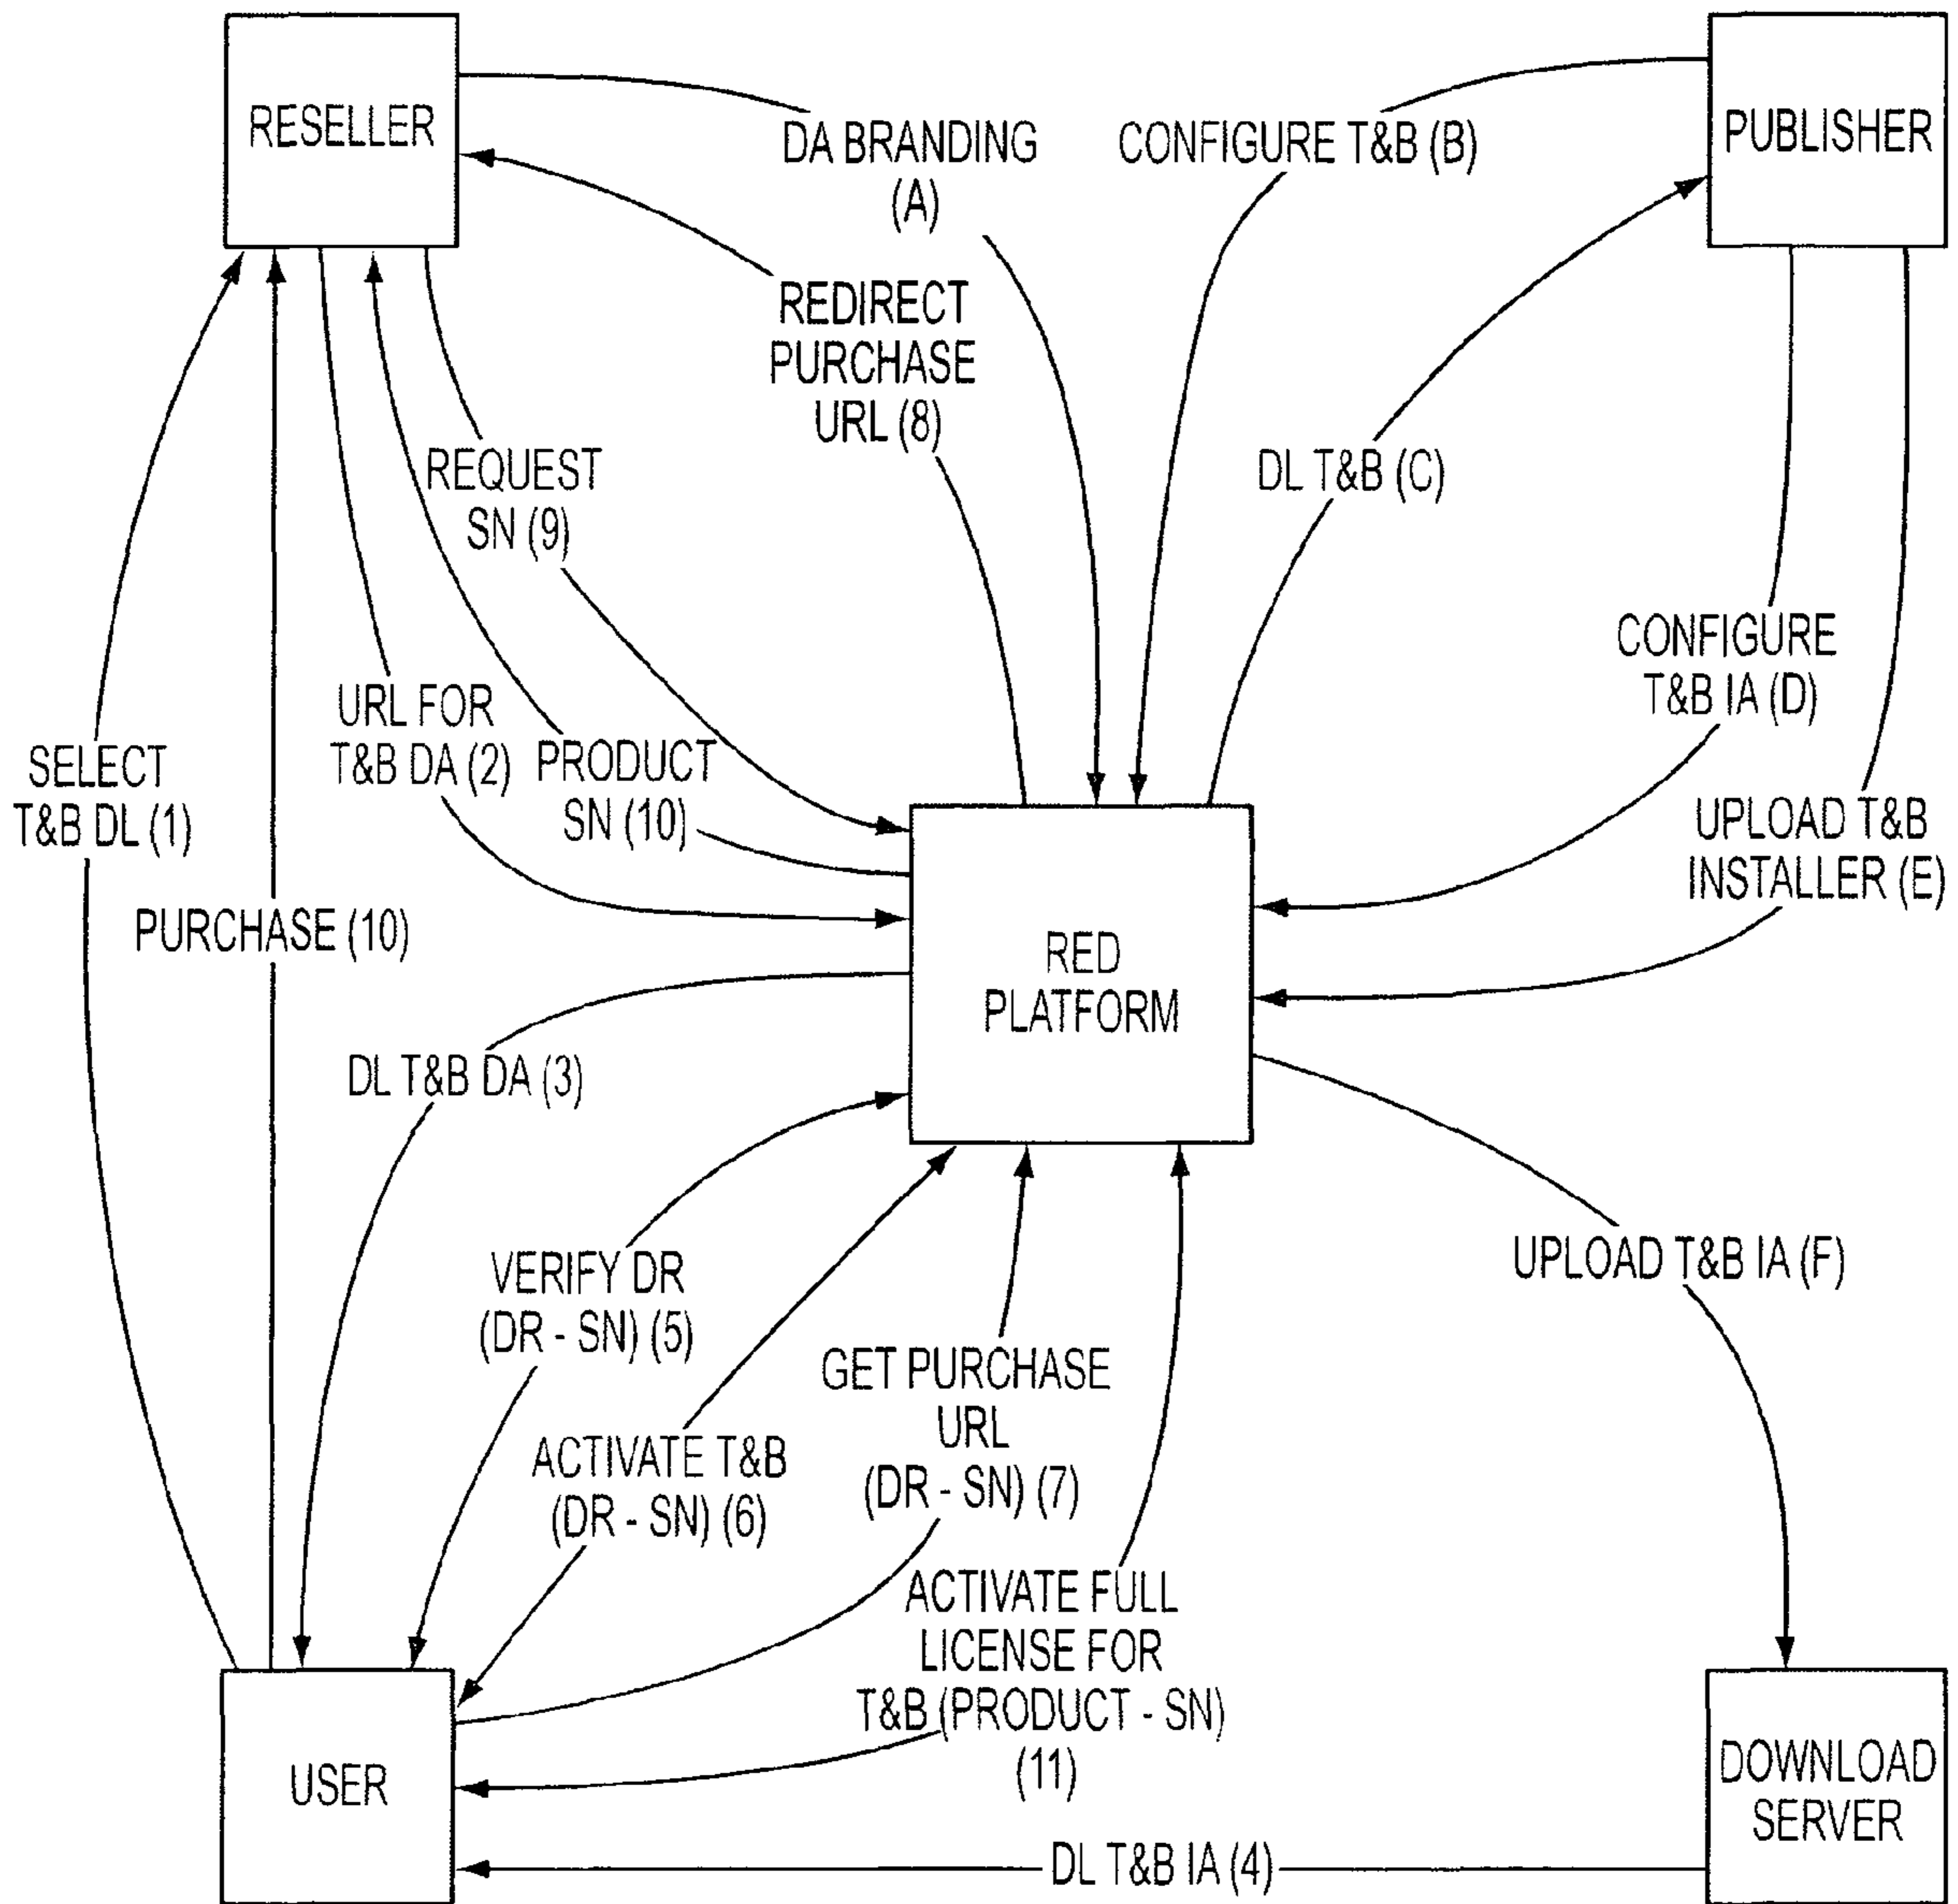 RESELLER
PUBLISHER
DA BRANDING
(A)
CONFIGURE T&B (B)
REDIRECT
PURCHASE
URL (8)
REQUEST
SN (9)
DL T&B (C)
CONFIGURE
T&B IA (D)
URL FOR
T&B DA (2)
PRODUCT
SN (10)
SELECT
T&B DL (1)
UPLOAD T&B
INSTALLER (E)
PURCHASE (10)
RED
PLATFORM
DL T&B DA (3)
VERIFY DR
(DR - SN) (5)
UPLOAD T&B IA (F)
GET PURCHASE
URL
(DR - SN) (7)
ACTIVATE T&B
(DR - SN) (6)
ACTIVATE FULL
LICENSE FOR
T&B (PRODUCT - SN)
(11)
USER
DOWNLOAD
SERVER
DL T&B IA (4)